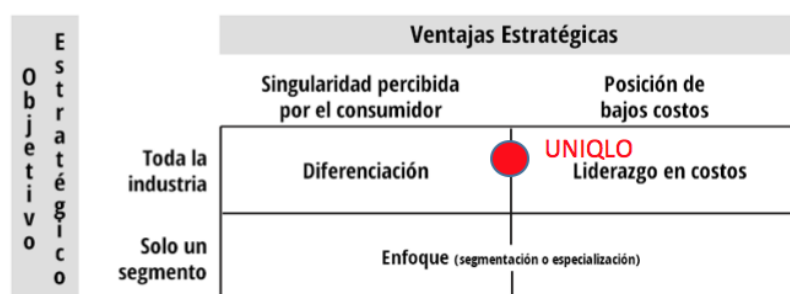 Objetivo
Estratégico
Ventajas Estratégicas
Singularidad percibida
por el consumidor
Posición de
bajos costos
Toda la
industria
Diferenciación
UNIQLO
Liderazgo en costos
Solo un
segmento
Enfoque (segmentación o especialización)